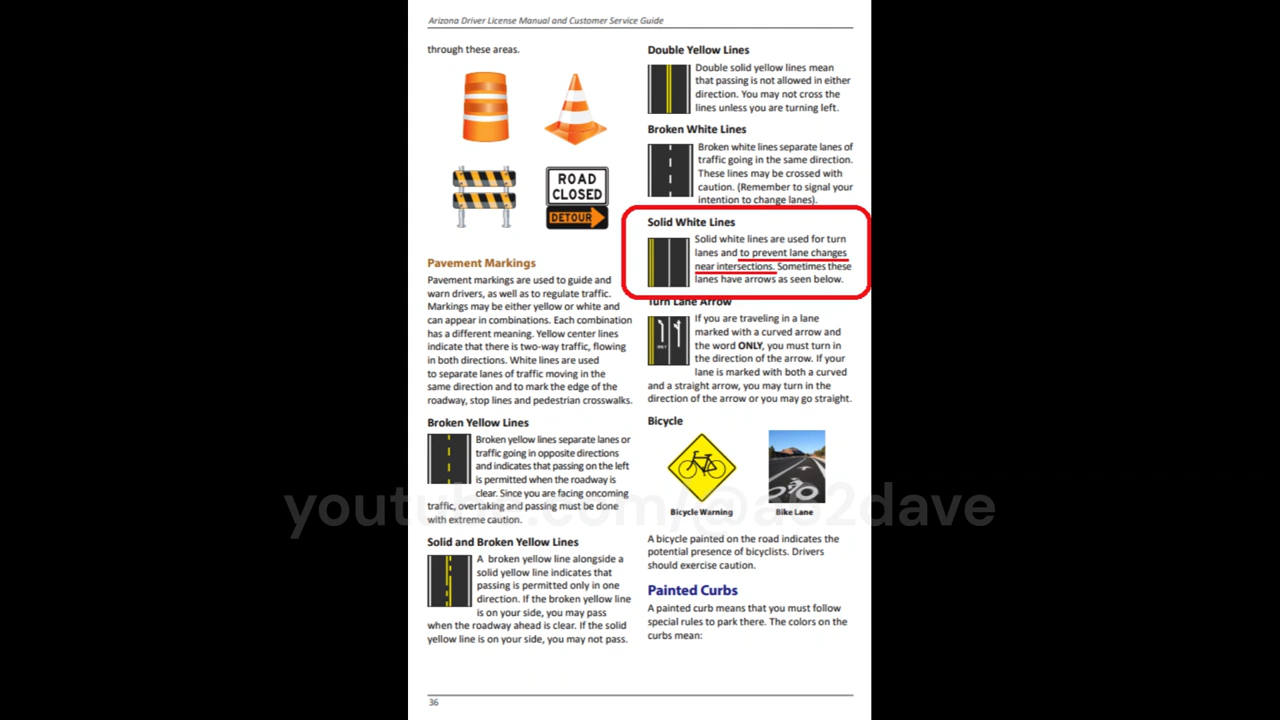 Arizona Driver License Manual and Customer Service Guide
through these areas.
ROAD
CLOSED
DETOUR
Pavement Markings
Pavement markings are used to guide and
warn drivers, as well as to regulate traffic.
Markings may be either yellow or white and
can appear in combinations. Each combination
has a different meaning. Yellow center lines
indicate that there is two-way traffic, flowing
in both directions. White lines are used
to separate lanes of traffic moving in the
same direction and to mark the edge of the
roadway, stop lines and pedestrian crosswalks.
Broken Yellow Lines
Broken yellow lines separate lanes or
traffic going in opposite directions
and indicates that passing on the left
is permitted when the roadway is
clear. Since you are facing oncoming
traffic, overtaking and passing must be done
with extreme caution.
Solid and Broken Yellow Lines
A broken yellow line alongside a
solid yellow line indicates that
passing is permitted only in one
direction. If the broken yellow line
is on your side, you may pass
when the roadway ahead is clear. If the solid
yellow line is on your side, you may not pass.
Double Yellow Lines
Double solid yellow lines mean
that passing is not allowed in either
direction. You may not cross the
lines unless you are turning left.
Broken White Lines
Broken white lines separate lanes of
traffic going in the same direction.
These lines may be crossed with
caution. (Remember to signal your
intention to change lanes).
Solid White Lines
Solid white lines are used for turn
lanes and to prevent lane changes
near intersections. Sometimes these
lanes have arrows as seen below.
Turn Lane Arrow
ONLY
If you are traveling in a lane
marked with a curved arrow and
the word ONLY, you must turn in
the direction of the arrow. If your
lane is marked with both a curved
and a straight arrow, you may turn in the
direction of the arrow or you may go straight.
Bicycle
Bicycle Warning
Bike Lane
A bicycle painted on the road indicates the
potential presence of bicyclists. Drivers
should exercise caution.
Painted Curbs
A painted curb means that you must follow
special rules to park there. The colors on the
curbs mean:
36